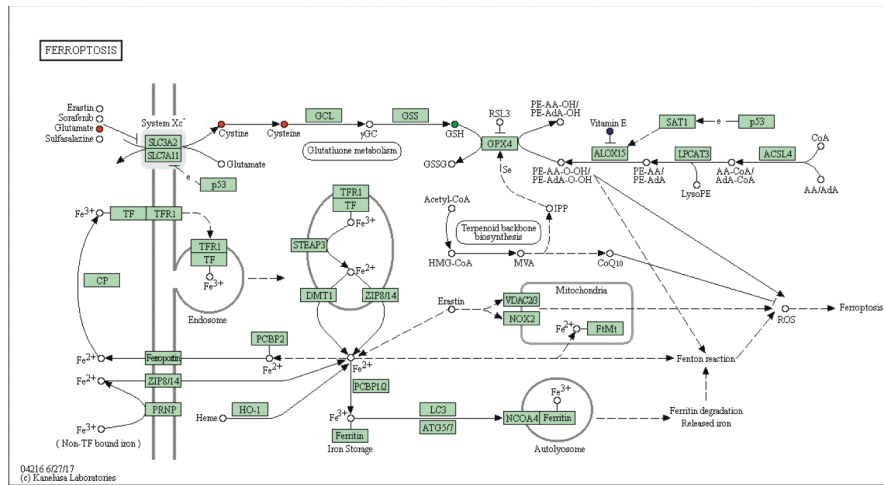 FERROPTOSIS
Erastin
Sorafenib
Glutamate
Sulfasalazine
System Xc-
SLC3A2
SLC7A11
Cystine
Glutamate
e
p53
Cysteine
GCL
γGC
GSS
GSH
Glutathione metabolism
RSL3
GPX4
GSSG
Se
PE-AA-OH/
PE-AdA-OH
Vitamin E
ALOX15
SAT1
e
p53
PE-AA-O-OH/
PE-AdA-O-OH
PE-AA/
PE-AdA
LPCAT3
LysoPE
AA-CoA/
AdA-CoA
ACSL4
CoA
AA/AdA
Fe3+
TF
TFR1
CP
TFR1
TF
Fe3+
Endosome
TFR1
TF
Fe3+
STEAP3
Fe2+
DMT1
ZIP8/14
Acetyl-CoA
Terpenoid backbone
biosynthesis
IPP
HMG-CoA
MVA
CoQ10
Erastin
VDAC2/3
NOX2
Mitochondria
Fe2+
FtMt
ROS
Ferroptosis
Fe2+
Ferroportin
PCBP2
Fe2+
Fe2+
Fenton reaction
Fe2+
ZIP8/14
PRNP
Fe3+
( Non-TF bound iron )
Heme
HO-1
PCBP1/2
Fe3+
Ferritin
Iron Storage
LC3
ATG5/7
Fe3+
NCOA4
Ferritin
Autolyosome
Ferritin degradation
Released iron
04216 6/27/17
(c) Kanehisa Laboratories